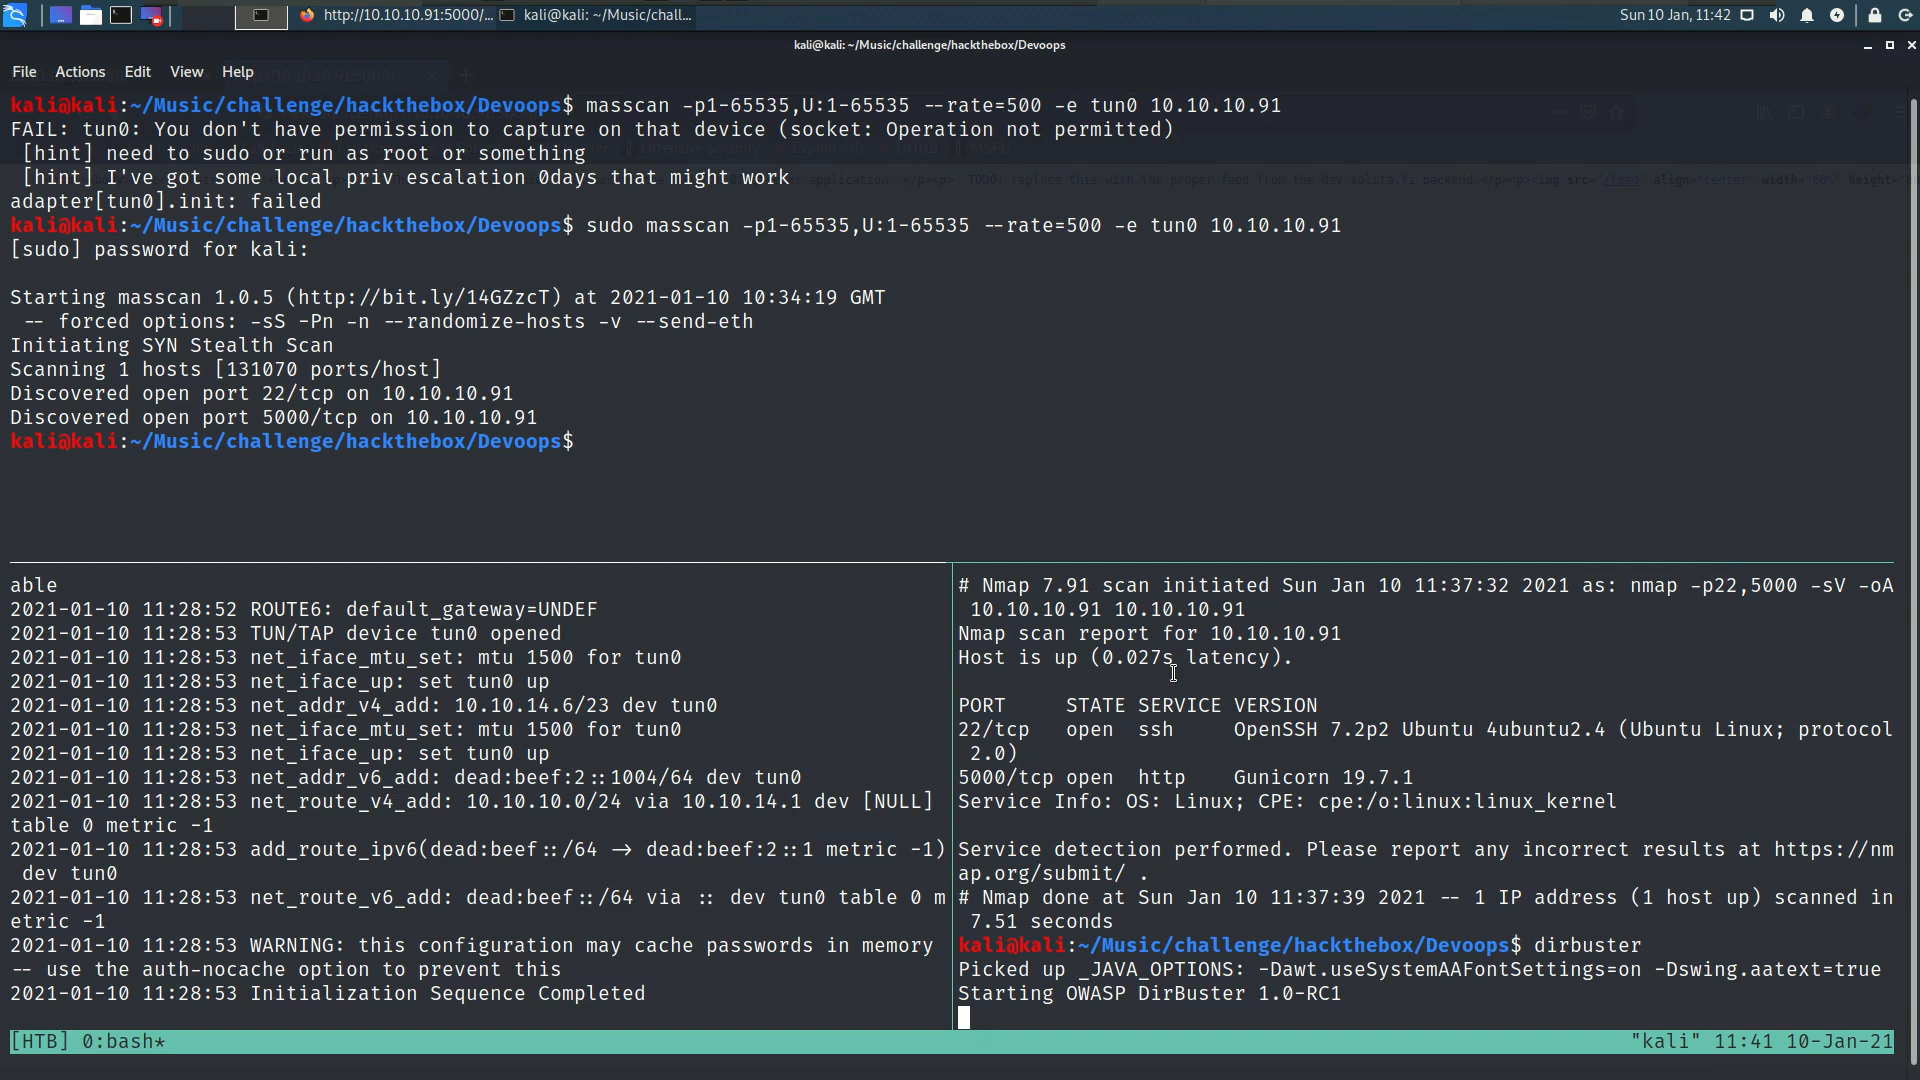 http://10.10.10.91:5000/...
kali@kali: ~/Music/chall...
Sun 10 Jan, 11:42
kali@kali: ~/Music/challenge/hackthebox/Devoops
File Actions Edit View Help
kali@kali:~/Music/challenge/hackthebox/Devoops$ masscan -p1-65535,U:1-65535 --rate=500 -e tun0 10.10.10.91
FAIL: tun0: You don't have permission to capture on that device (socket: Operation not permitted)
[hint] need to sudo or run as root or something
[hint] I've got some local priv escalation 0days that might work
application. </p><p> TODO: replace this with the proper feed from the dev.solita.fi backend.</p><p><img src="/feed" align="center" width="60%" height="6
adapter[tun0].init: failed
kali@kali:~/Music/challenge/hackthebox/Devoops$ sudo masscan -p1-65535,U:1-65535 --rate=500 -e tun0 10.10.10.91
[sudo] password for kali:
Starting masscan 1.0.5 (http://bit.ly/14GZzcT) at 2021-01-10 10:34:19 GMT
-- forced options: -sS -Pn -n --randomize-hosts -v --send-eth
Initiating SYN Stealth Scan
Scanning 1 hosts [131070 ports/host]
Discovered open port 22/tcp on 10.10.10.91
Discovered open port 5000/tcp on 10.10.10.91
kali@kali:~/Music/challenge/hackthebox/Devoops$
able
2021-01-10 11:28:52 ROUTE6: default_gateway=UNDEF
2021-01-10 11:28:53 TUN/TAP device tun0 opened
2021-01-10 11:28:53 net_iface_mtu_set: mtu 1500 for tun0
2021-01-10 11:28:53 net_iface_up: set tun0 up
2021-01-10 11:28:53 net_addr_v4_add: 10.10.14.6/23 dev tun0
2021-01-10 11:28:53 net_iface_mtu_set: mtu 1500 for tun0
2021-01-10 11:28:53 net_iface_up: set tun0 up
2021-01-10 11:28:53 net_addr_v6_add: dead:beef:2::1004/64 dev tun0
2021-01-10 11:28:53 net_route_v4_add: 10.10.10.0/24 via 10.10.14.1 dev [NULL]
table 0 metric -1
2021-01-10 11:28:53 add_route_ipv6(dead:beef::/64 -> dead:beef:2::1 metric -1)
dev tun0
2021-01-10 11:28:53 net_route_v6_add: dead:beef::/64 via :: dev tun0 table 0 m
etric -1
2021-01-10 11:28:53 WARNING: this configuration may cache passwords in memory
-- use the auth-nocache option to prevent this
2021-01-10 11:28:53 Initialization Sequence Completed
# Nmap 7.91 scan initiated Sun Jan 10 11:37:32 2021 as: nmap -p22,5000 -sV -oA
10.10.10.91 10.10.10.91
Nmap scan report for 10.10.10.91
Host is up (0.027s latency).
PORT STATE SERVICE VERSION
22/tcp open ssh OpenSSH 7.2p2 Ubuntu 4ubuntu2.4 (Ubuntu Linux; protocol
2.0)
5000/tcp open http Gunicorn 19.7.1
Service Info: OS: Linux; CPE: cpe:/o:linux:linux_kernel
Service detection performed. Please report any incorrect results at https://nm
ap.org/submit/ .
# Nmap done at Sun Jan 10 11:37:39 2021 -- 1 IP address (1 host up) scanned in
7.51 seconds
kali@kali:~/Music/challenge/hackthebox/Devoops$ dirbuster
Picked up _JAVA_OPTIONS: -Dawt.useSystemAAFontSettings=on -Dswing.aatext=true
Starting OWASP DirBuster 1.0-RC1
[HTB] 0:bash*
"kali" 11:41 10-Jan-21